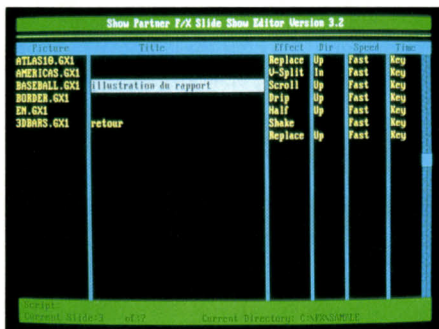 Show Partner F/X Slide Show Editor Version 3.2
Picture Title Effect Dir Speed Time
ATLAS10.GX1 Replace Up Fast Key
AMERICAS.GX1 V-Split In Fast Key
BASEBALL.GX1 illustration du rapport Scroll Up Fast Key
BORDER.GX1 Drip Up Fast Key
EN.GX1 Half Up Fast Key
3DBARS.GX1 retour Shake Fast Key
Replace Up Fast Key
Script:
Current Slide:3 of:7 Current Directory: C:\FX\SAMPLE